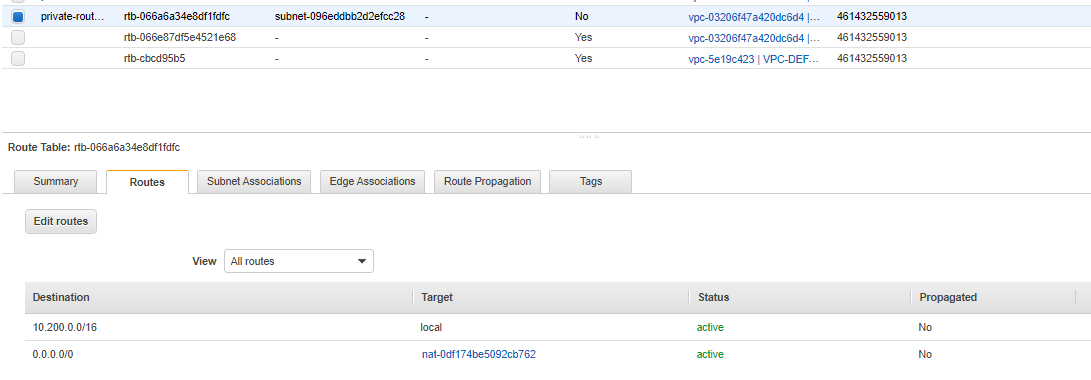 private-rout... rtb-066a6a34e8df1fdfc subnet-096eddbb2d2efcc28 - No vpc-03206f47a420dc6d4 |... 461432559013
rtb-066e87df5e4521e68 - - Yes vpc-03206f47a420dc6d4 |... 461432559013
rtb-cbcd95b5 - - Yes vpc-5e19c423 | VPC-DEF... 461432559013
Route Table: rtb-066a6a34e8df1fdfc
Summary Routes Subnet Associations Edge Associations Route Propagation Tags
Edit routes
View All routes
Destination Target Status Propagated
10.200.0.0/16 local active No
0.0.0.0/0 nat-0df174be5092cb762 active No